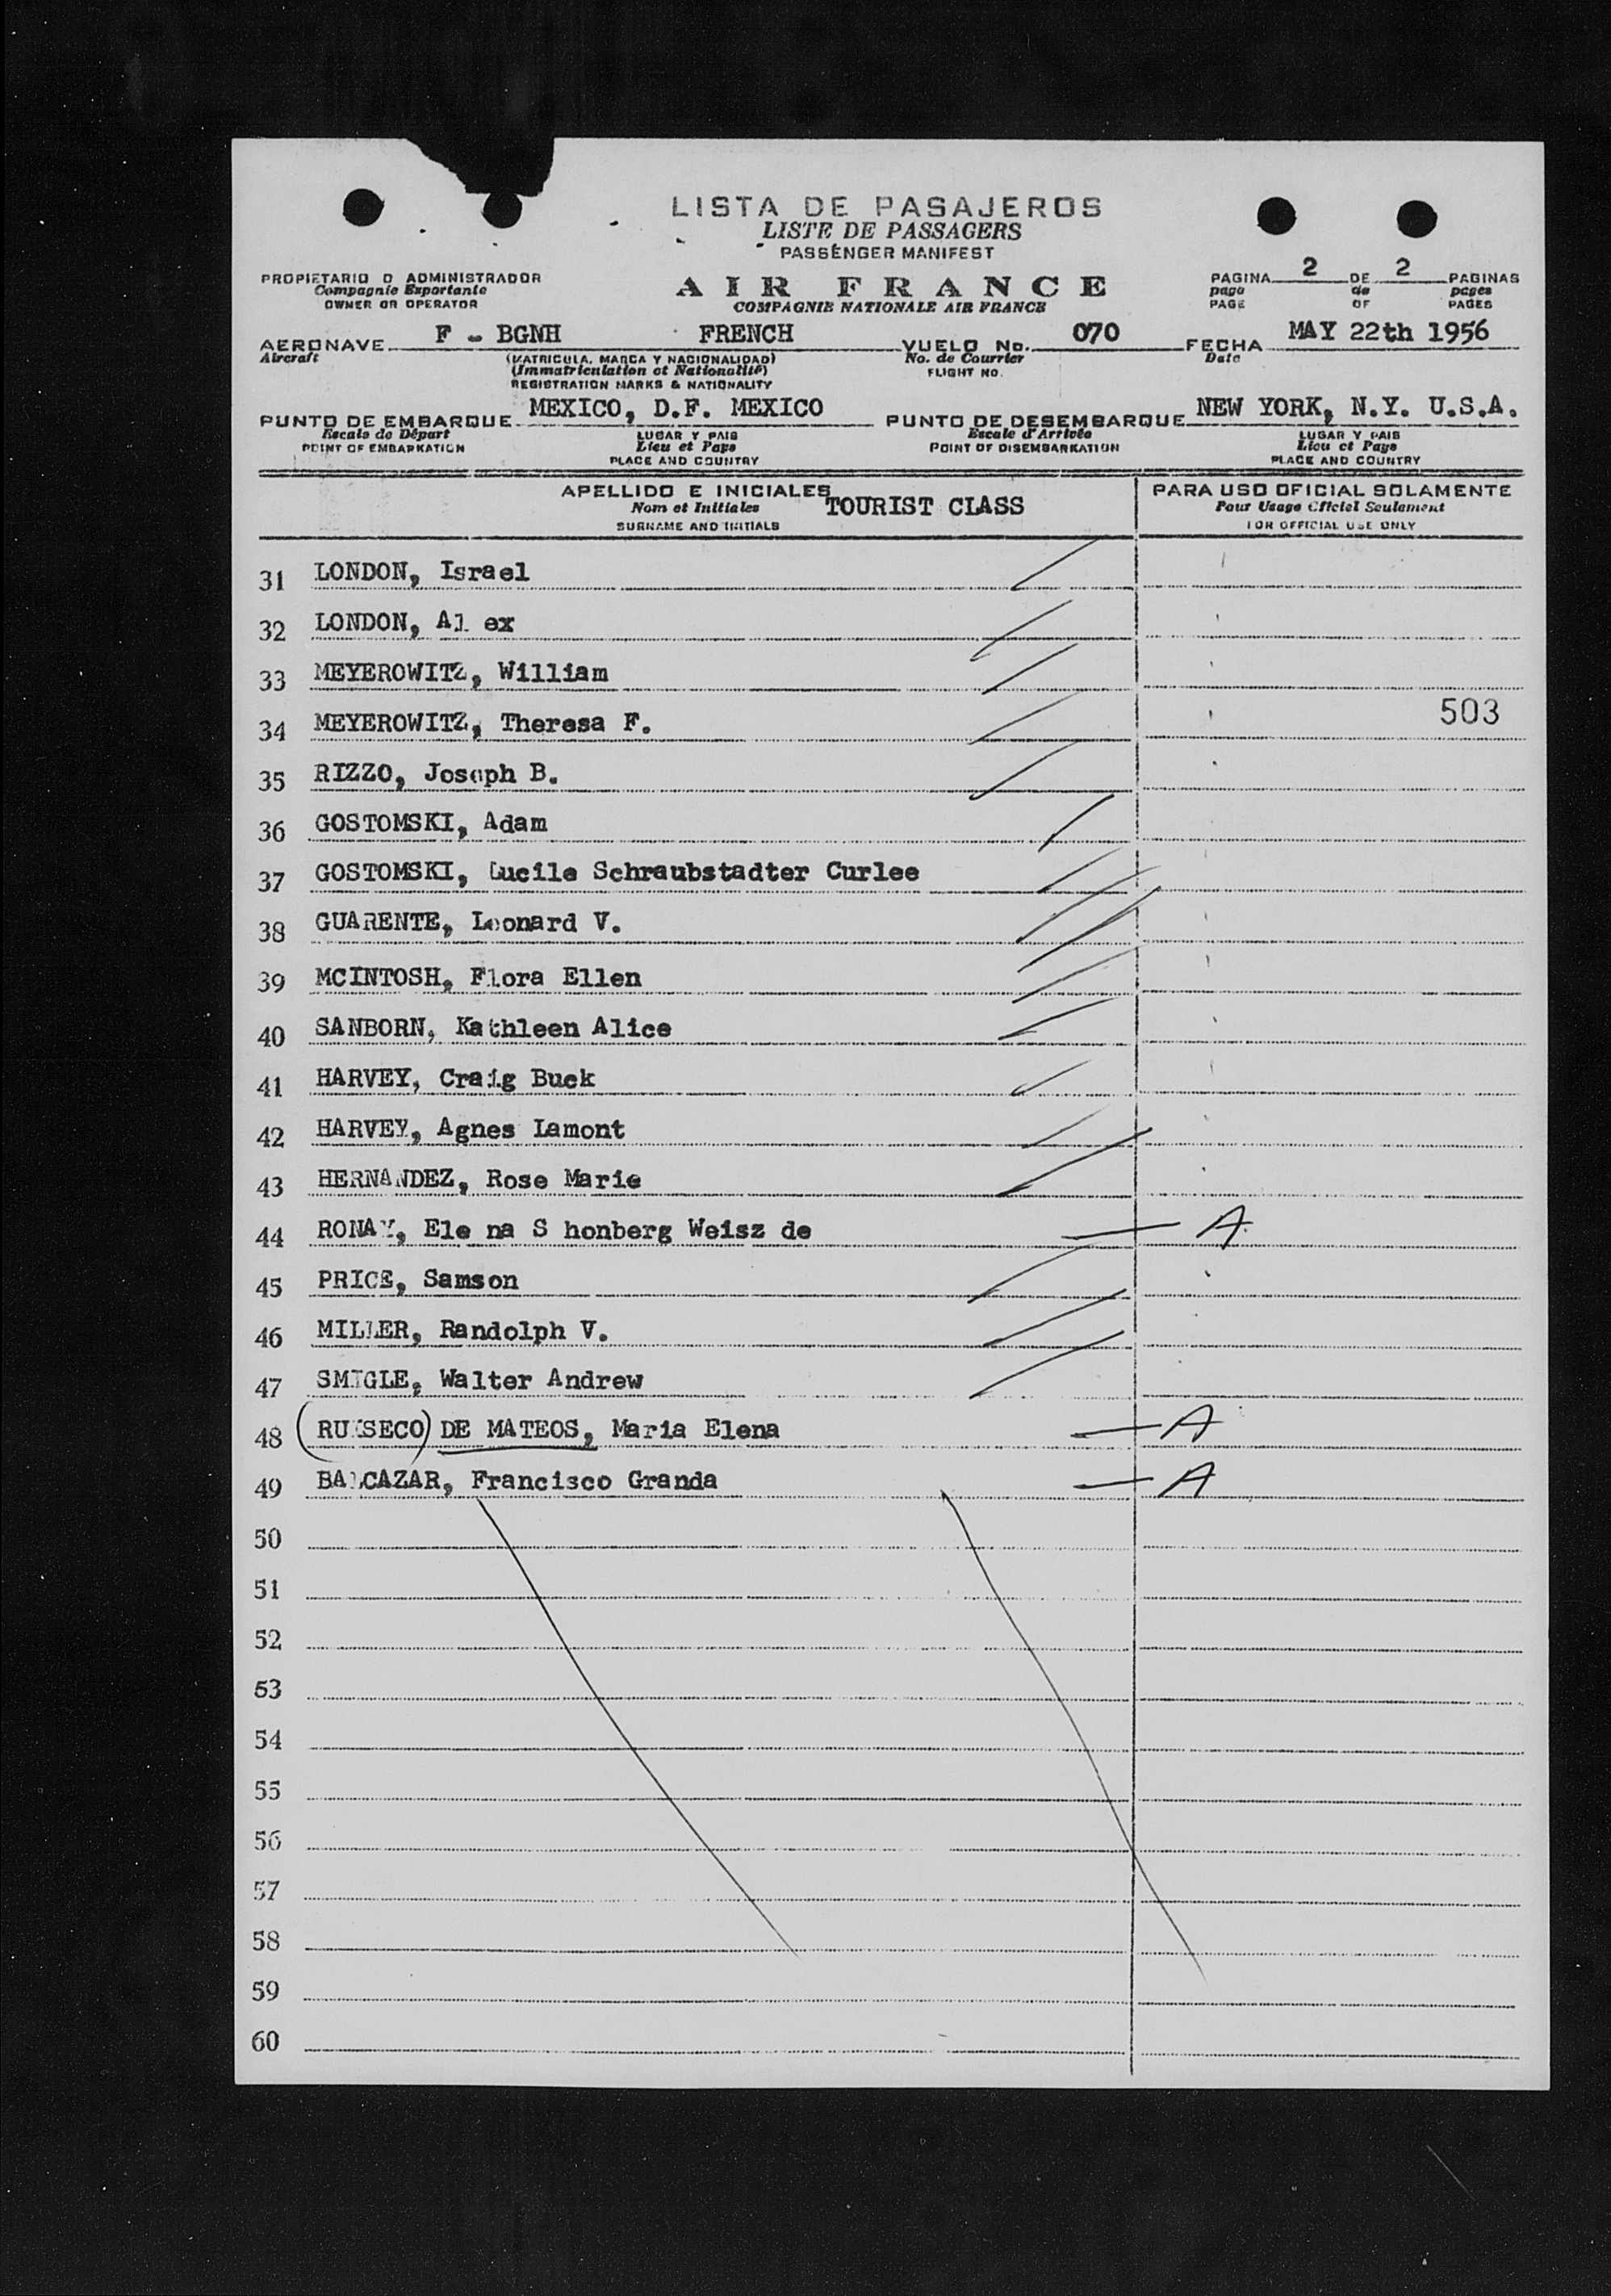 LISTA DE PASAJEROS
LISTE DE PASSAGERS
PASSENGER MANIFEST
PROPIETARIO O ADMINISTRADOR
Compagnie Exportante
OWNER OR OPERATOR
AIR FRANCE
COMPAGNIE NATIONALE AIR FRANCE
PAGINA 2 DE 2 PAGINAS
page de pages
PAGE OF PAGES
AERONAVE F - BGNH FRENCH VUELO No. 070 FECHA MAY 22th 1956
Aircraft (MATRICULA, MARCA Y NACIONALIDAD) No. de Courrier Date
(Immatriculation et Nationalité) FLIGHT NO.
REGISTRATION MARKS & NATIONALITY
PUNTO DE EMBARQUE MEXICO, D.F. MEXICO PUNTO DE DESEMBARQUE NEW YORK, N.Y. U.S.A.
Escale de Départ LUGAR Y PAIS Escale d'Arrivée LUGAR Y PAIS
POINT OF EMBARKATION Lieu et Pays POINT OF DISEMBARKATION Lieu et Pays
PLACE AND COUNTRY PLACE AND COUNTRY
APELLIDO E INICIALES TOURIST CLASS PARA USO OFICIAL SOLAMENTE
Nom et Initiales Pour Usage Officiel Seulement
SURNAME AND INITIALS FOR OFFICIAL USE ONLY
31 LONDON, Israel
32 LONDON, Al ex
33 MEYEROWITZ, William
34 MEYEROWITZ, Theresa F. 503
35 RIZZO, Joseph B.
36 GOSTOMSKI, Adam
37 GOSTOMSKI, Lucile Schraubstadter Curlee
38 GUARENTE, Leonard V.
39 MCINTOSH, Flora Ellen
40 SANBORN, Kathleen Alice
41 HARVEY, Craig Buck
42 HARVEY, Agnes Lamont
43 HERNANDEZ, Rose Marie
44 RONAY, Ele na S honberg Weisz de A
45 PRICE, Samson
46 MILLER, Randolph V.
47 SMIGLE, Walter Andrew
48 DE MATEOS, Maria Elena A
49 BALCAZAR, Francisco Granda A
50
51
52
53
54
55
56
57
58
59
60